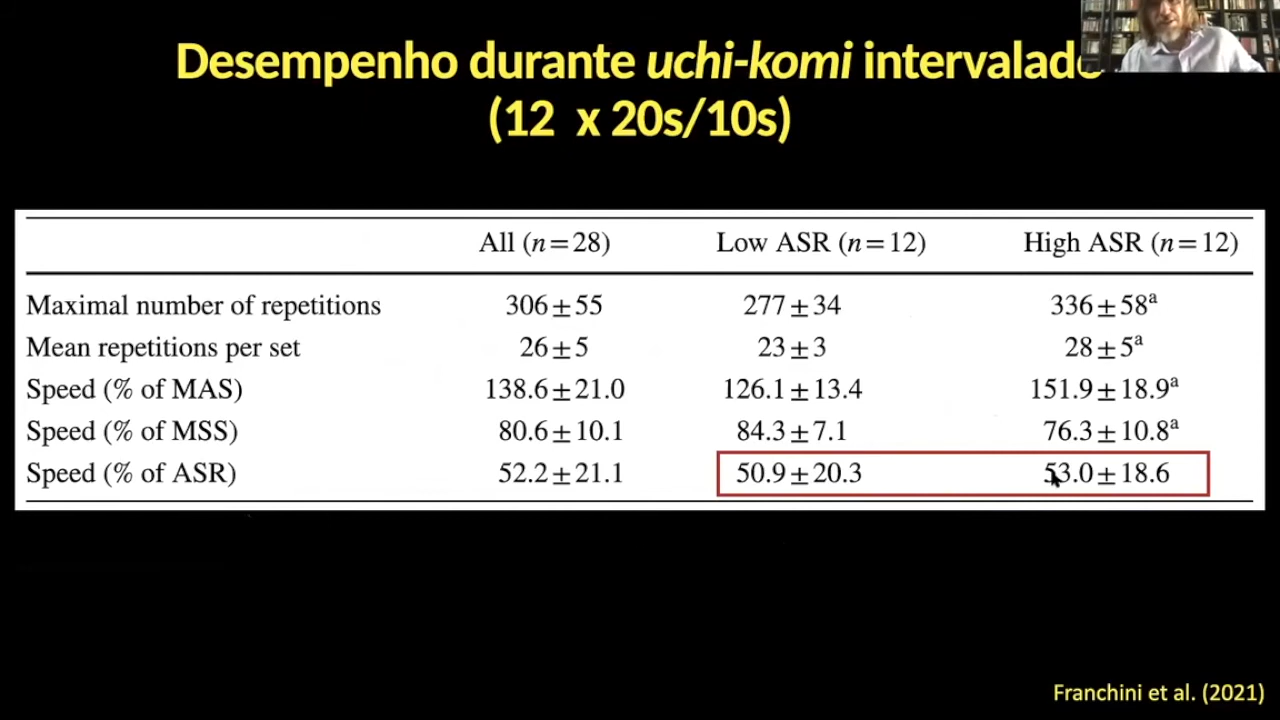 Desempenho durante uchi-komi intervalado
(12 x 20s/10s)
All (n=28) Low ASR (n=12) High ASR (n=12)
Maximal number of repetitions 306±55 277±34 336±58ᵃ
Mean repetitions per set 26±5 23±3 28±5ᵃ
Speed (% of MAS) 138.6±21.0 126.1±13.4 151.9±18.9ᵃ
Speed (% of MSS) 80.6±10.1 84.3±7.1 76.3±10.8ᵃ
Speed (% of ASR) 52.2±21.1 50.9±20.3 53.0±18.6
Franchini et al. (2021)